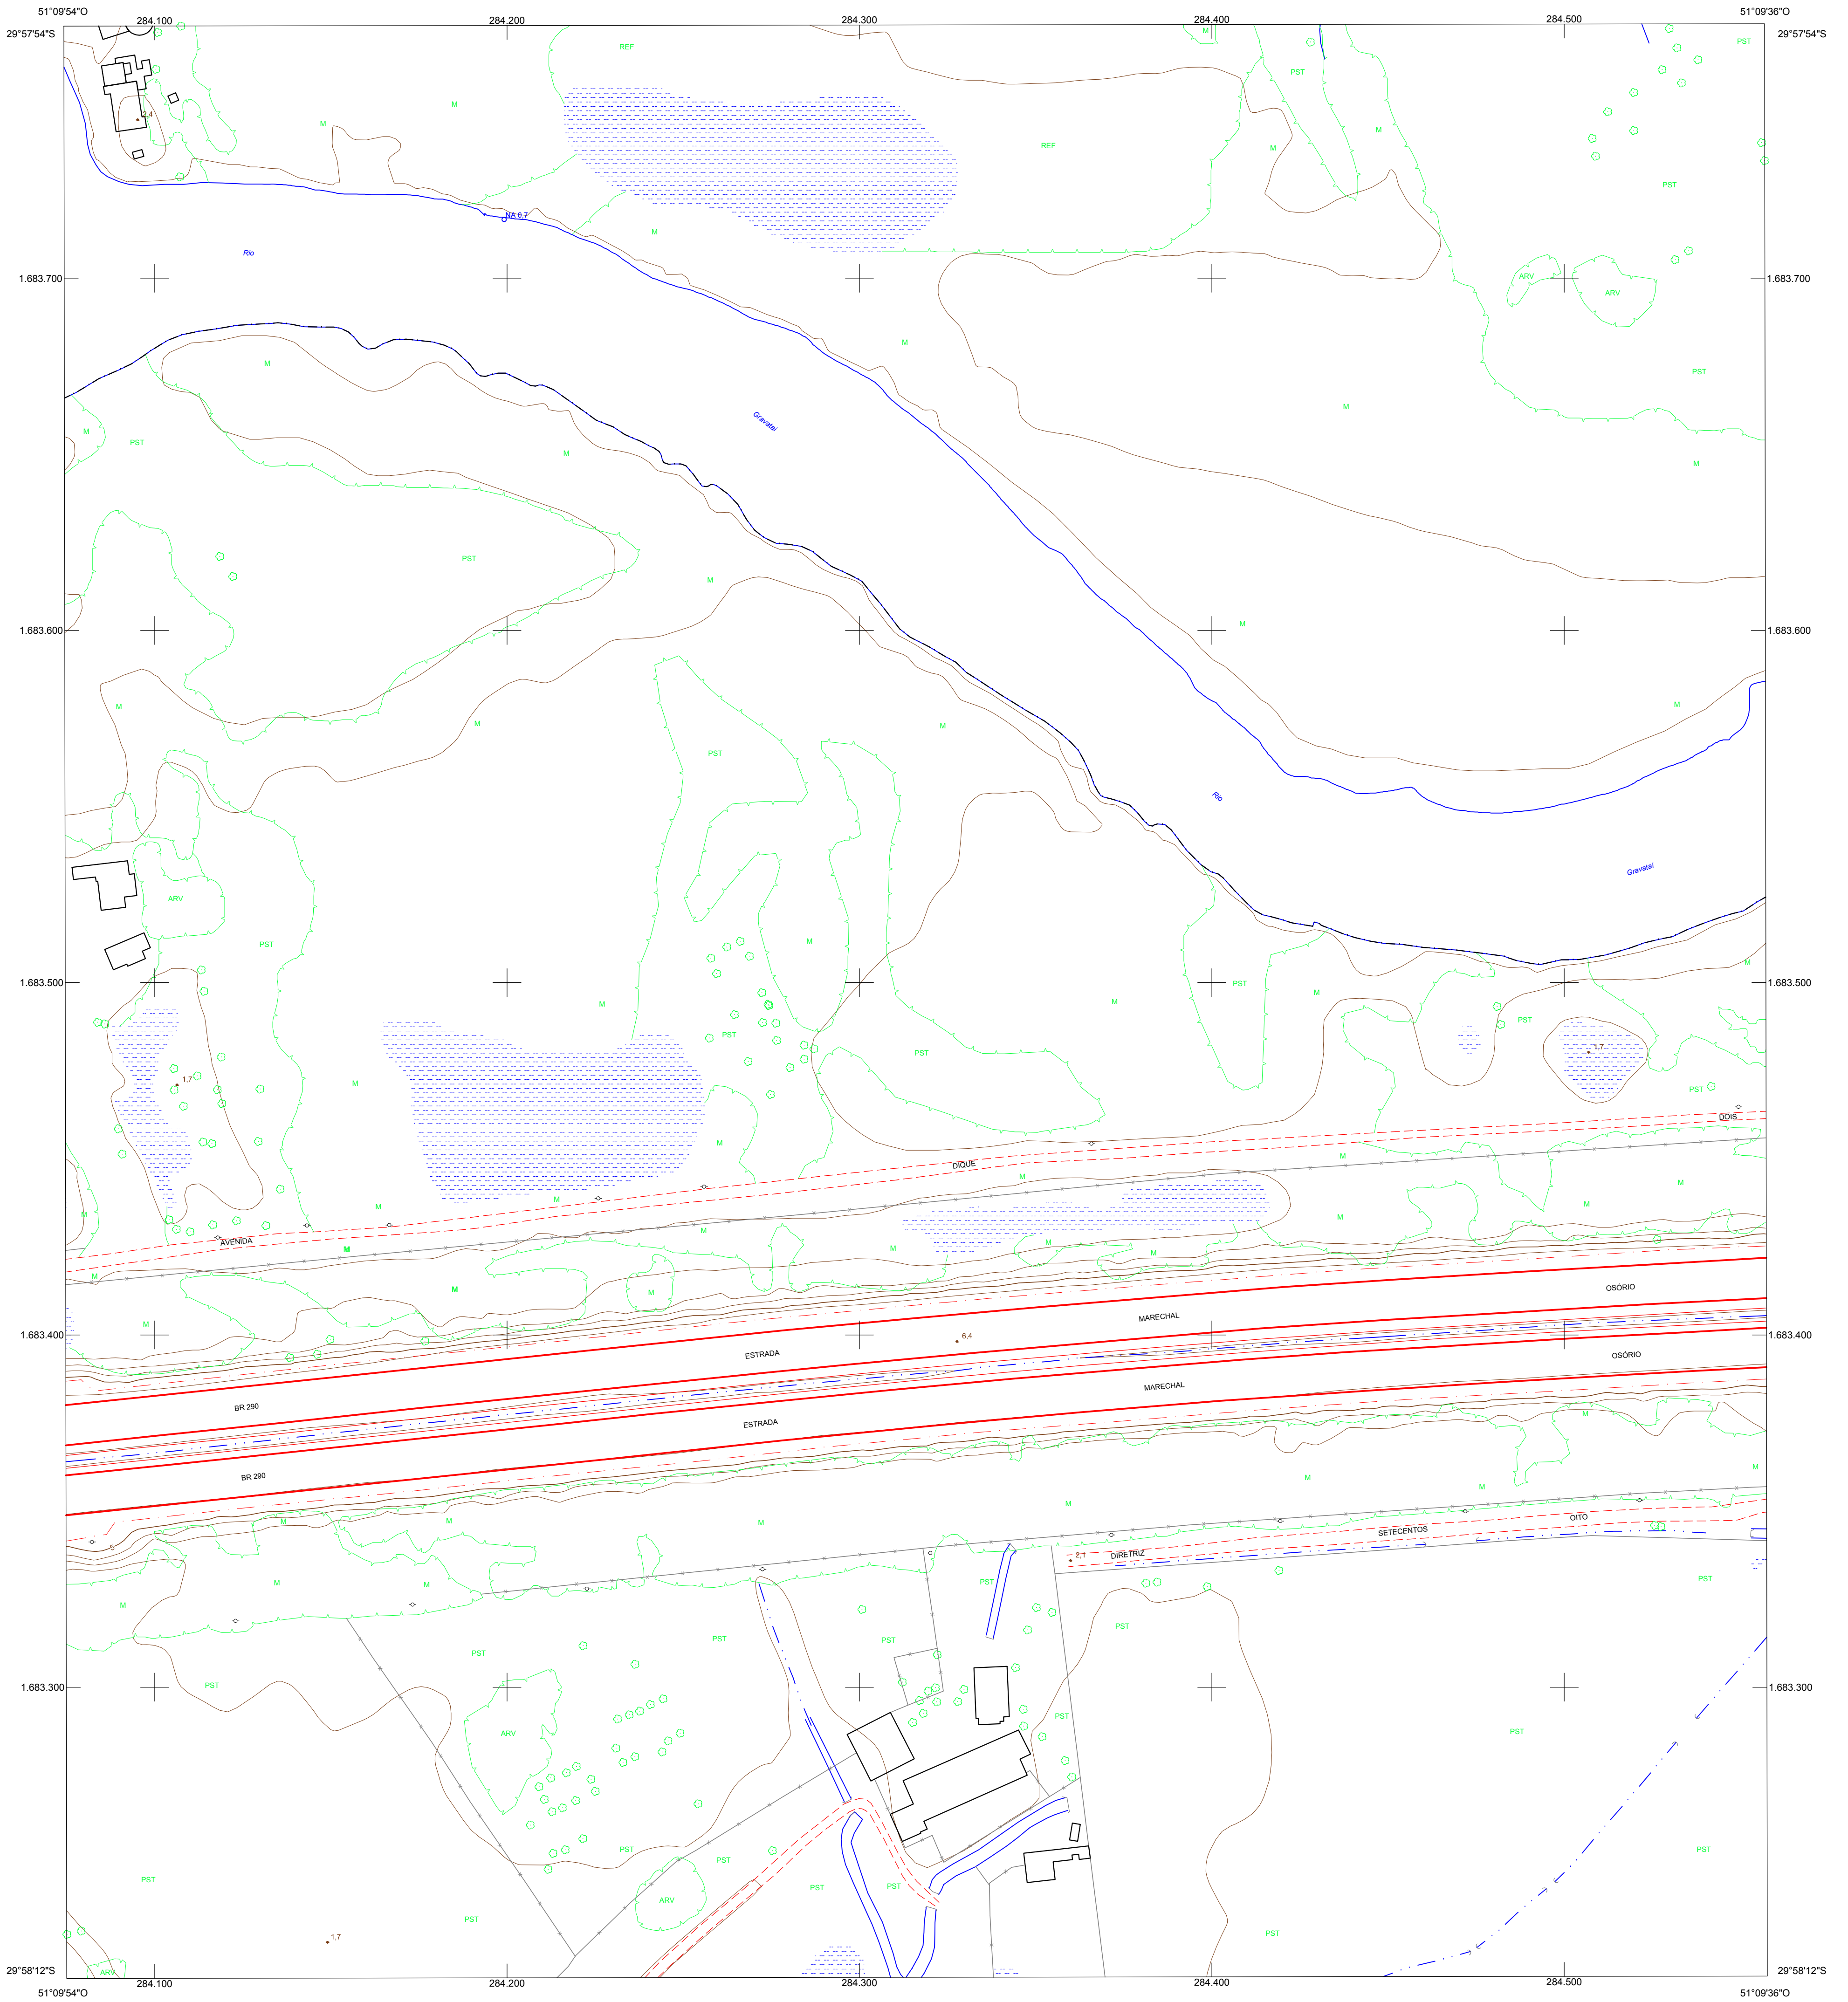 51°09'54"O
284.100
284.200
284.300
284.400
284.500
51°09'36"O
29°57'54"S
29°57'54"S
REF
M
PST
PST
M
2,4
M
M
REF
M
PST
NA 0.7
M
Rio
1.683.700
1.683.700
ARV
ARV
M
M
PST
M
Gravataí
M
PST
M
M
PST
M
1.683.600
M
1.683.600
M
M
M
M
PST
Rio
Gravataí
ARV
M
PST
M
1.683.500
PST
M
1.683.500
M
M
PST
PST
PST
1,7
M
1,7
PST
DOIS
M
M
DIQUE
M
M
M
M
M
M
M
M
M
AVENIDA
M
M
M
M
M
M
M
OSÓRIO
MARECHAL
M
1.683.400
6,4
1.683.400
ESTRADA
OSÓRIO
MARECHAL
BR 290
ESTRADA
M
BR 290
M
M
M
M
M
M
M
OITO
SETECENTOS
5
DIRETRIZ
2,1
M
M
PST
PST
M
PST
PST
PST
PST
PST
1.683.300
1.683.300
PST
PST
ARV
PST
PST
PST
PST
PST
PST
ARV
PST
PST
1,7
ARV
29°58'12"S
29°58'12"S
284.100
284.200
284.300
284.400
284.500
51°09'54"O
51°09'36"O